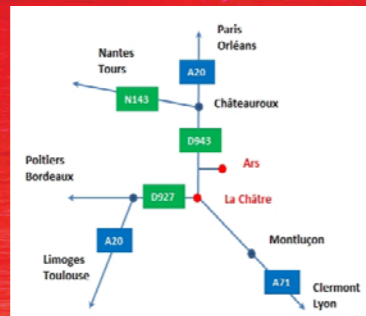 Paris
Orléans
Nantes
Tours
A20
N143
Châteauroux
D943
Ars
Poitiers
Bordeaux
D927
La Châtre
A20
Montluçon
Limoges
Toulouse
A71
Clermont
Lyon